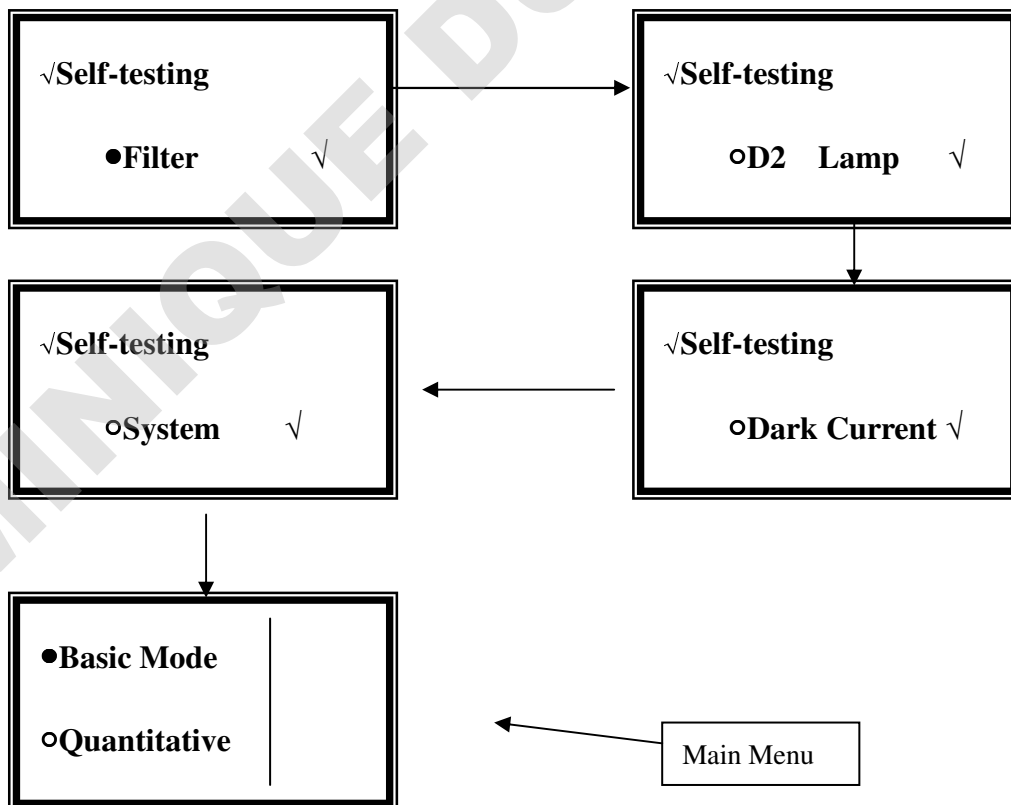 √Self-testing
●Filter √
√Self-testing
○D2 Lamp √
√Self-testing
○System √
√Self-testing
○Dark Current √
●Basic Mode
○Quantitative
Main Menu
MINIQUE D